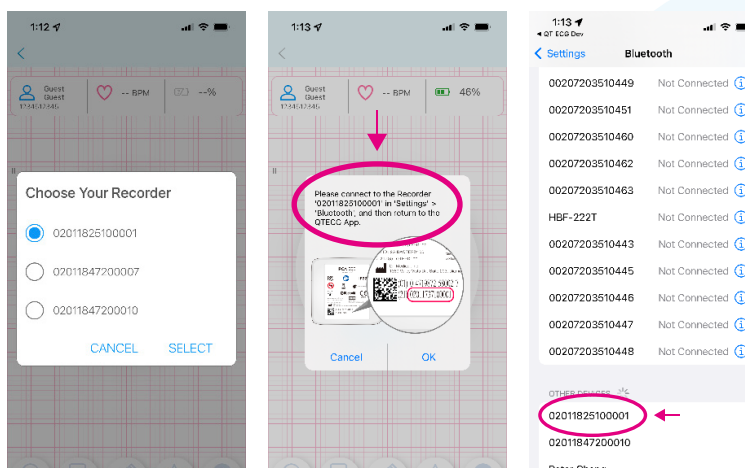 1:12
Guest
Guest
1234512345
-- BPM
--%
Choose Your Recorder
02011825100001
02011847200007
02011847200010
CANCEL
SELECT
1:13
Guest
Guest
1234512345
-- BPM
46%
Please connect to the Recorder
'02011825100001' in 'Settings' >
'Bluetooth', and then return to the
QTECC App.
Cancel
OK
1:13
QT ECG Dev
Settings
Bluetooth
00207203510449 Not Connected
00207203510451 Not Connected
00207203510460 Not Connected
00207203510462 Not Connected
00207203510463 Not Connected
HBF-222T Not Connected
00207203510443 Not Connected
00207203510445 Not Connected
00207203510446 Not Connected
00207203510447 Not Connected
00207203510448 Not Connected
OTHER DEVICES
02011825100001
02011847200010